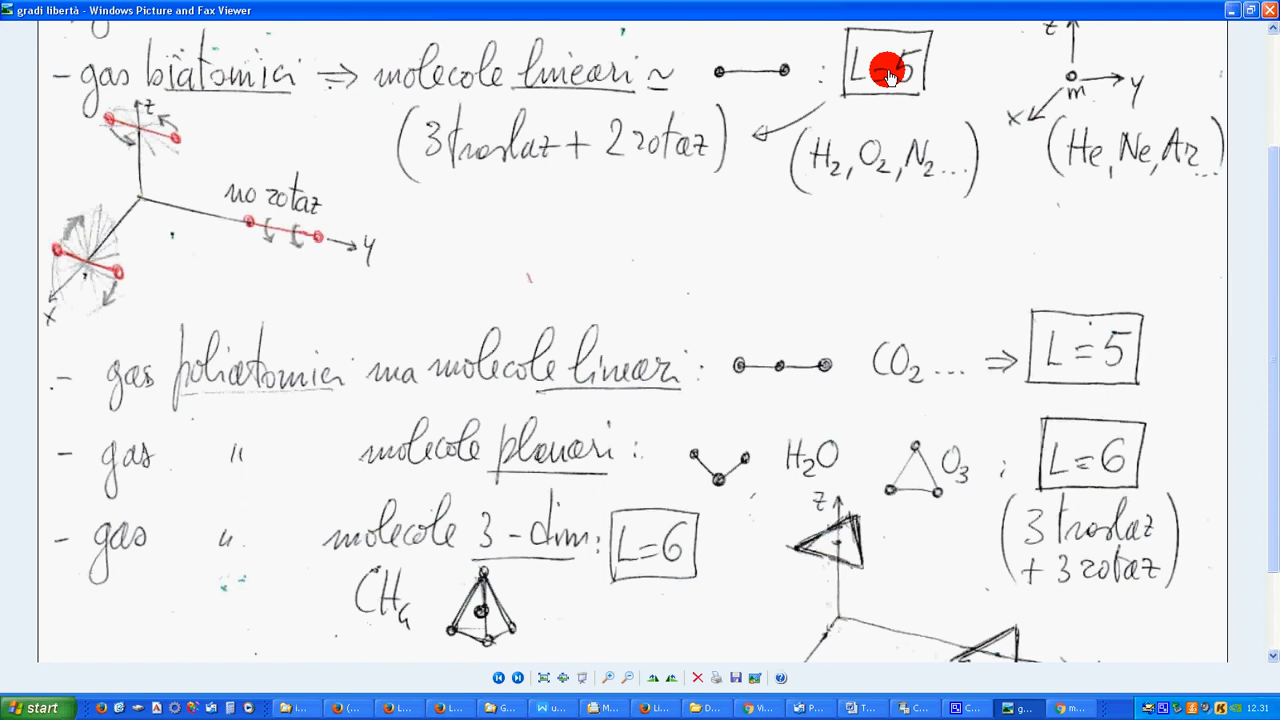 gradi libertà - Windows Picture and Fax Viewer
- gas biatomici ⇒ molecole lineari ~ : L=5
(3 traslaz + 2 rotaz) (H2, O2, N2...)
z
y
x
m
(He, Ne, Ar...)
z
no rotaz
y
x
- gas poliatomici ma molecole lineari : CO2 ... ⇒ L=5
- gas " molecole planari : H2O O3 ; L=6
- gas " molecole 3-dim : L=6
(3 traslaz + 3 rotaz)
CH4
z
start
i...
(...
L...
L...
G...
u...
M...
Li...
D...
Vi...
P...
T...
C...
C...
g...
m...
12.31